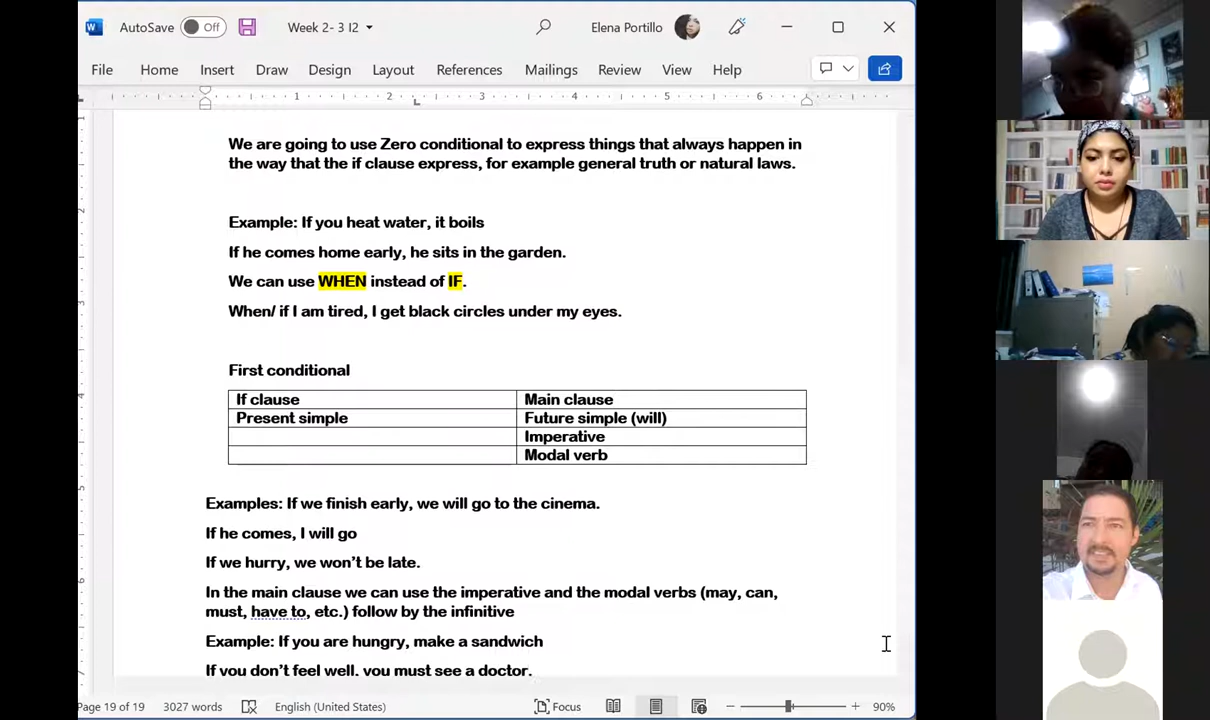 AutoSave Off Week 2- 3 I2 Elena Portillo
File Home Insert Draw Design Layout References Mailings Review View Help
1 2 3 4 5 6
We are going to use Zero conditional to express things that always happen in
the way that the if clause express, for example general truth or natural laws.
Example: If you heat water, it boils
If he comes home early, he sits in the garden.
We can use WHEN instead of IF.
When/ if I am tired, I get black circles under my eyes.
First conditional
If clause Main clause
Present simple Future simple (will)
Imperative
Modal verb
Examples: If we finish early, we will go to the cinema.
If he comes, I will go
If we hurry, we won't be late.
In the main clause we can use the imperative and the modal verbs (may, can,
must, have to, etc.) follow by the infinitive
Example: If you are hungry, make a sandwich
If you don't feel well, you must see a doctor.
Page 19 of 19 3027 words English (United States) Focus 90%